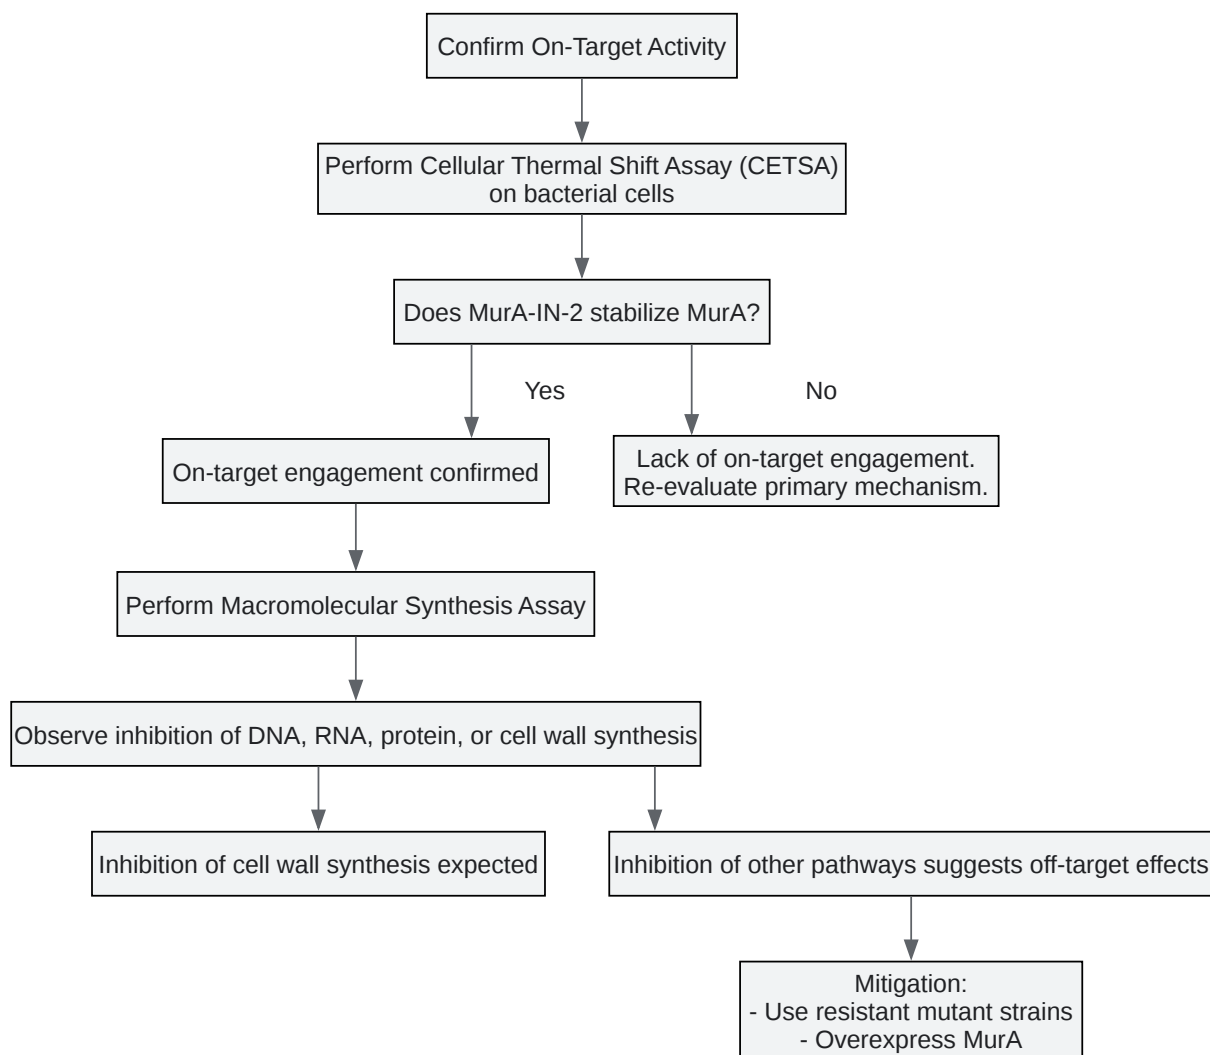 Confirm On-Target Activity
Perform Cellular Thermal Shift Assay (CETSA)
on bacterial cells
Does MurA-IN-2 stabilize MurA?
Yes
No
On-target engagement confirmed
Lack of on-target engagement.
Re-evaluate primary mechanism.
Perform Macromolecular Synthesis Assay
Observe inhibition of DNA, RNA, protein, or cell wall synthesis
Inhibition of cell wall synthesis expected
Inhibition of other pathways suggests off-target effects
Mitigation:
- Use resistant mutant strains
- Overexpress MurA